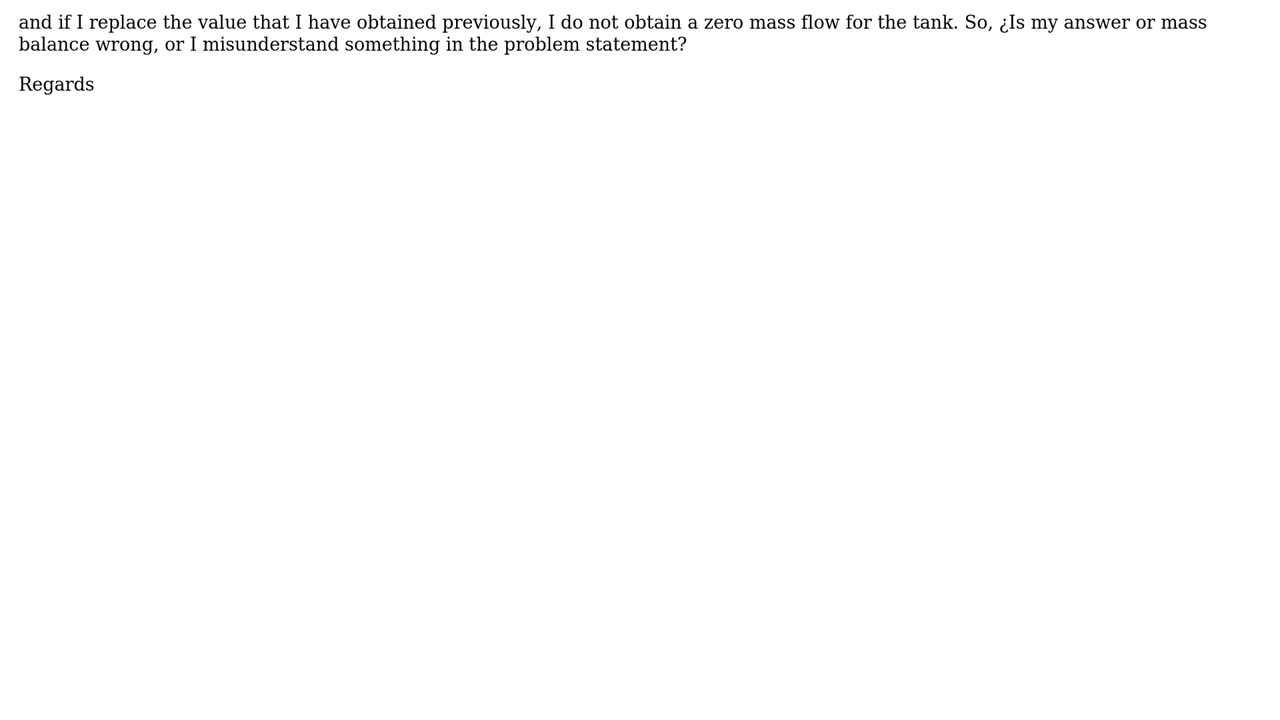 and if I replace the value that I have obtained previously, I do not obtain a zero mass flow for the tank. So, ¿Is my answer or mass
balance wrong, or I misunderstand something in the problem statement?
Regards